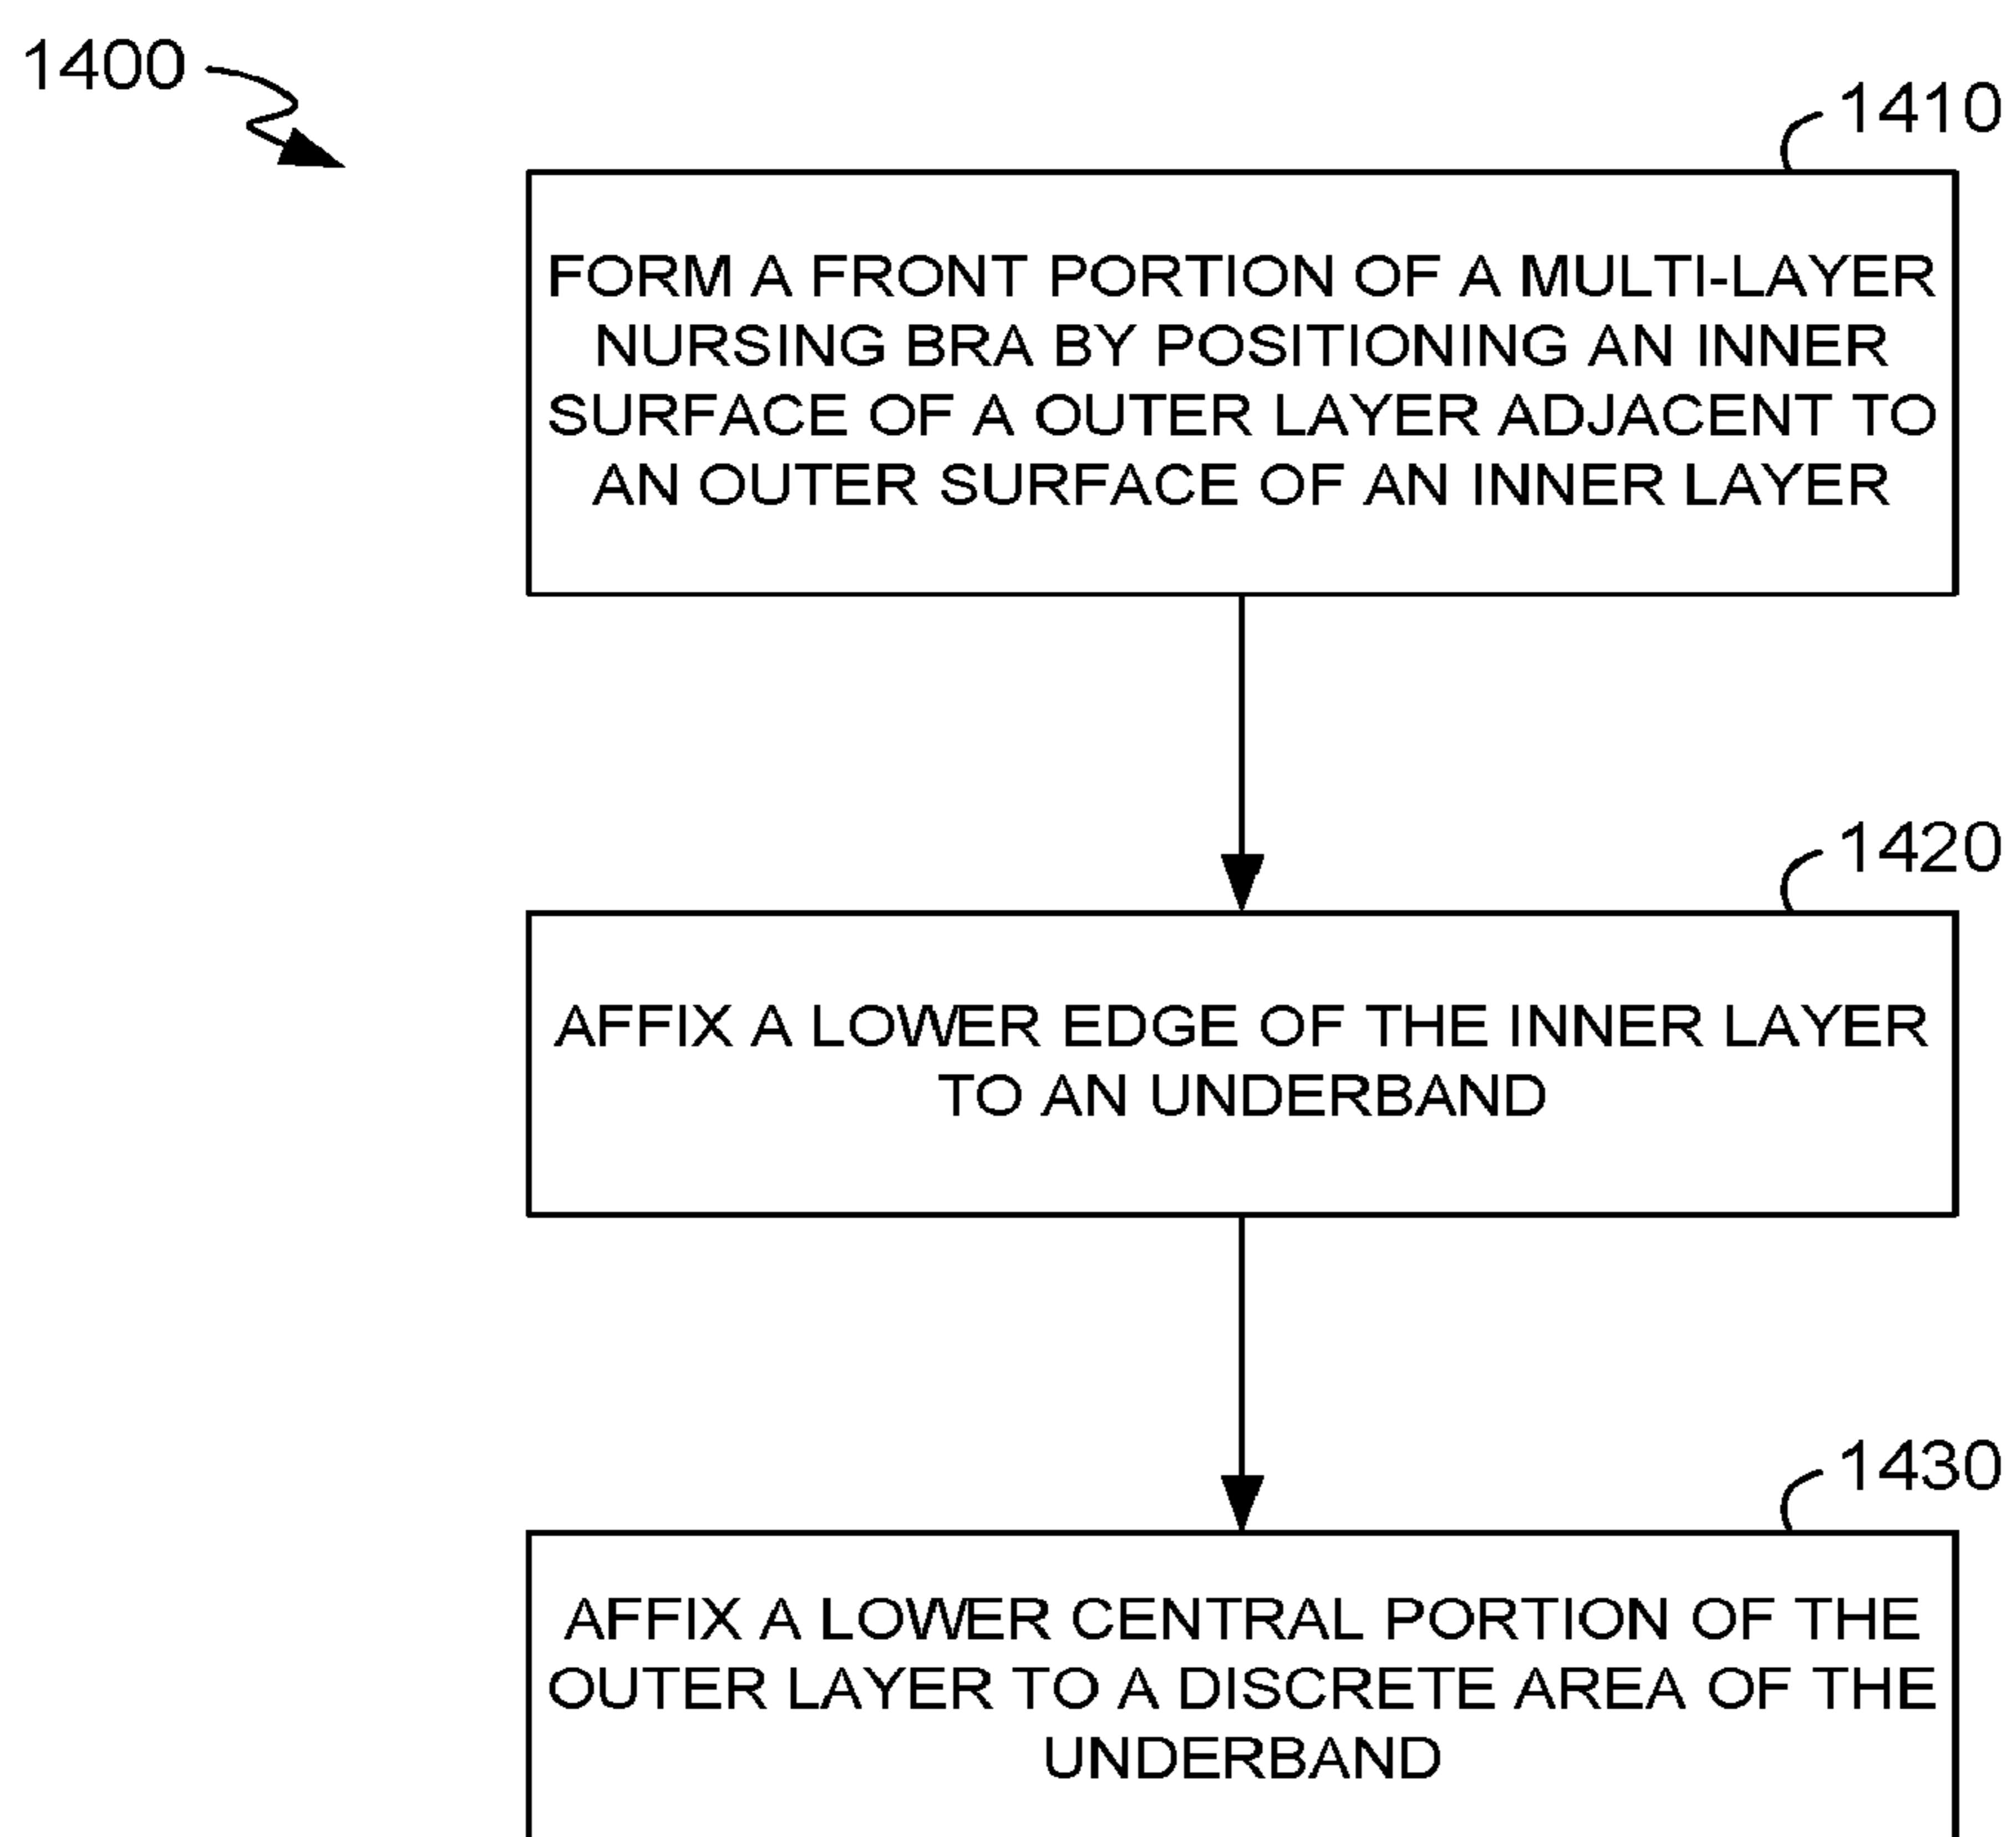 1400
1410
FORM A FRONT PORTION OF A MULTI-LAYER
NURSING BRA BY POSITIONING AN INNER
SURFACE OF A OUTER LAYER ADJACENT TO
AN OUTER SURFACE OF AN INNER LAYER
1420
AFFIX A LOWER EDGE OF THE INNER LAYER
TO AN UNDERBAND
1430
AFFIX A LOWER CENTRAL PORTION OF THE
OUTER LAYER TO A DISCRETE AREA OF THE
UNDERBAND